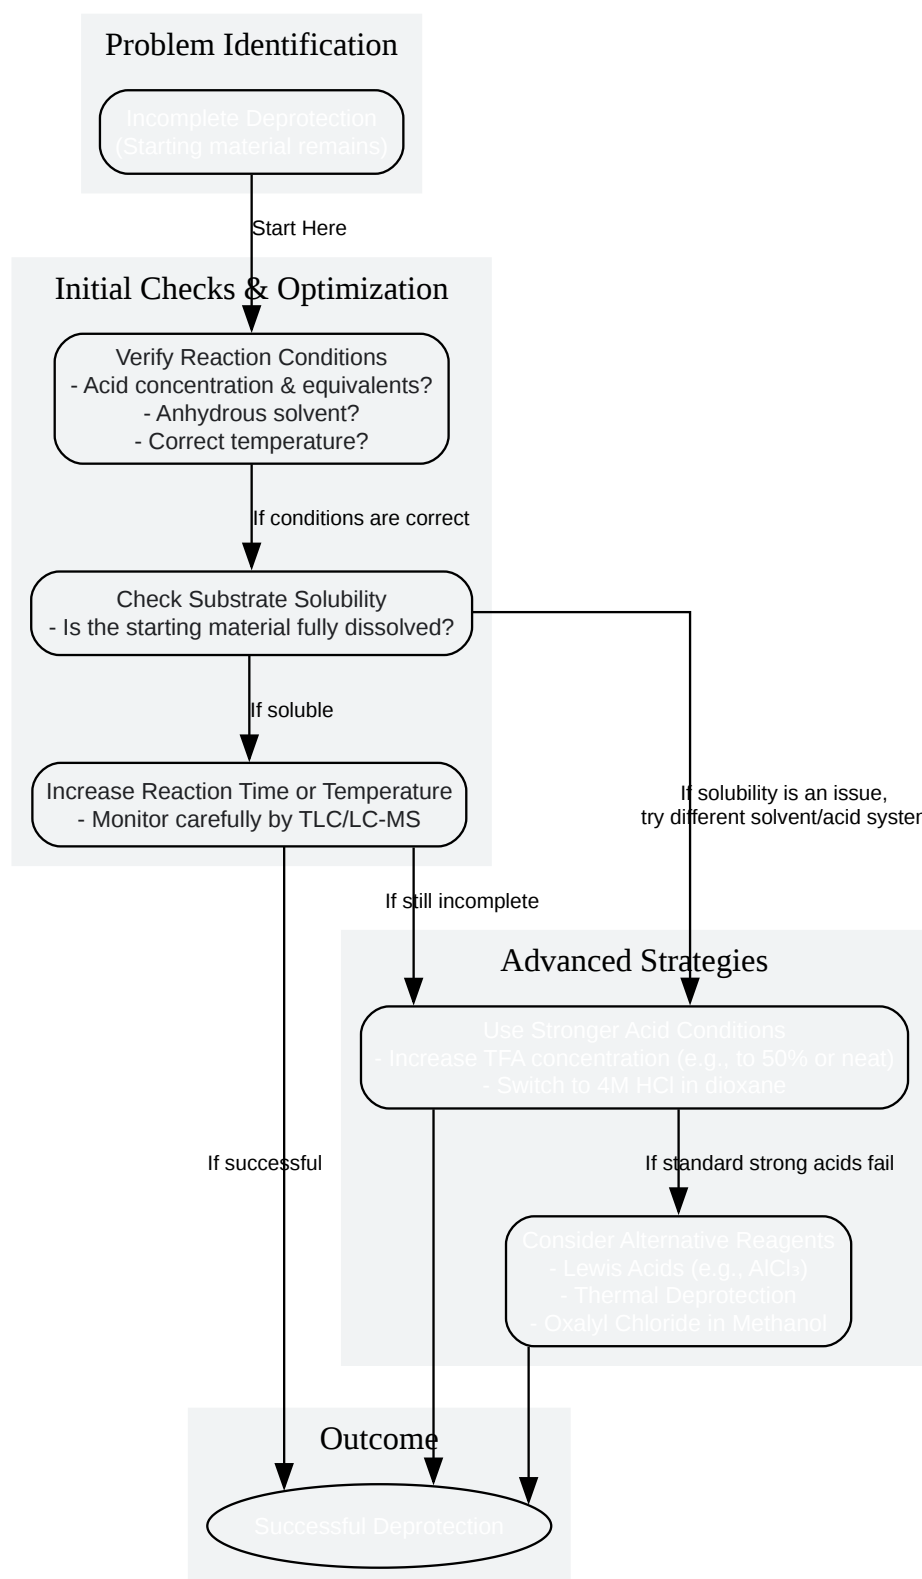 Problem Identification
Incomplete Deprotection
(Starting material remains)
Start Here
Initial Checks & Optimization
Verify Reaction Conditions
- Acid concentration & equivalents?
- Anhydrous solvent?
- Correct temperature?
If conditions are correct
Check Substrate Solubility
- Is the starting material fully dissolved?
If soluble
Increase Reaction Time or Temperature
- Monitor carefully by TLC/LC-MS
If solubility is an issue,
try different solvent/acid system
If still incomplete
Advanced Strategies
Use Stronger Acid Conditions
- Increase TFA concentration (e.g., to 50% or neat)
- Switch to 4M HCl in dioxane
If successful
If standard strong acids fail
Consider Alternative Reagents
- Lewis Acids (e.g., AlCl₃)
- Thermal Deprotection
- Oxalyl Chloride in Methanol
Outcome
Successful Deprotection